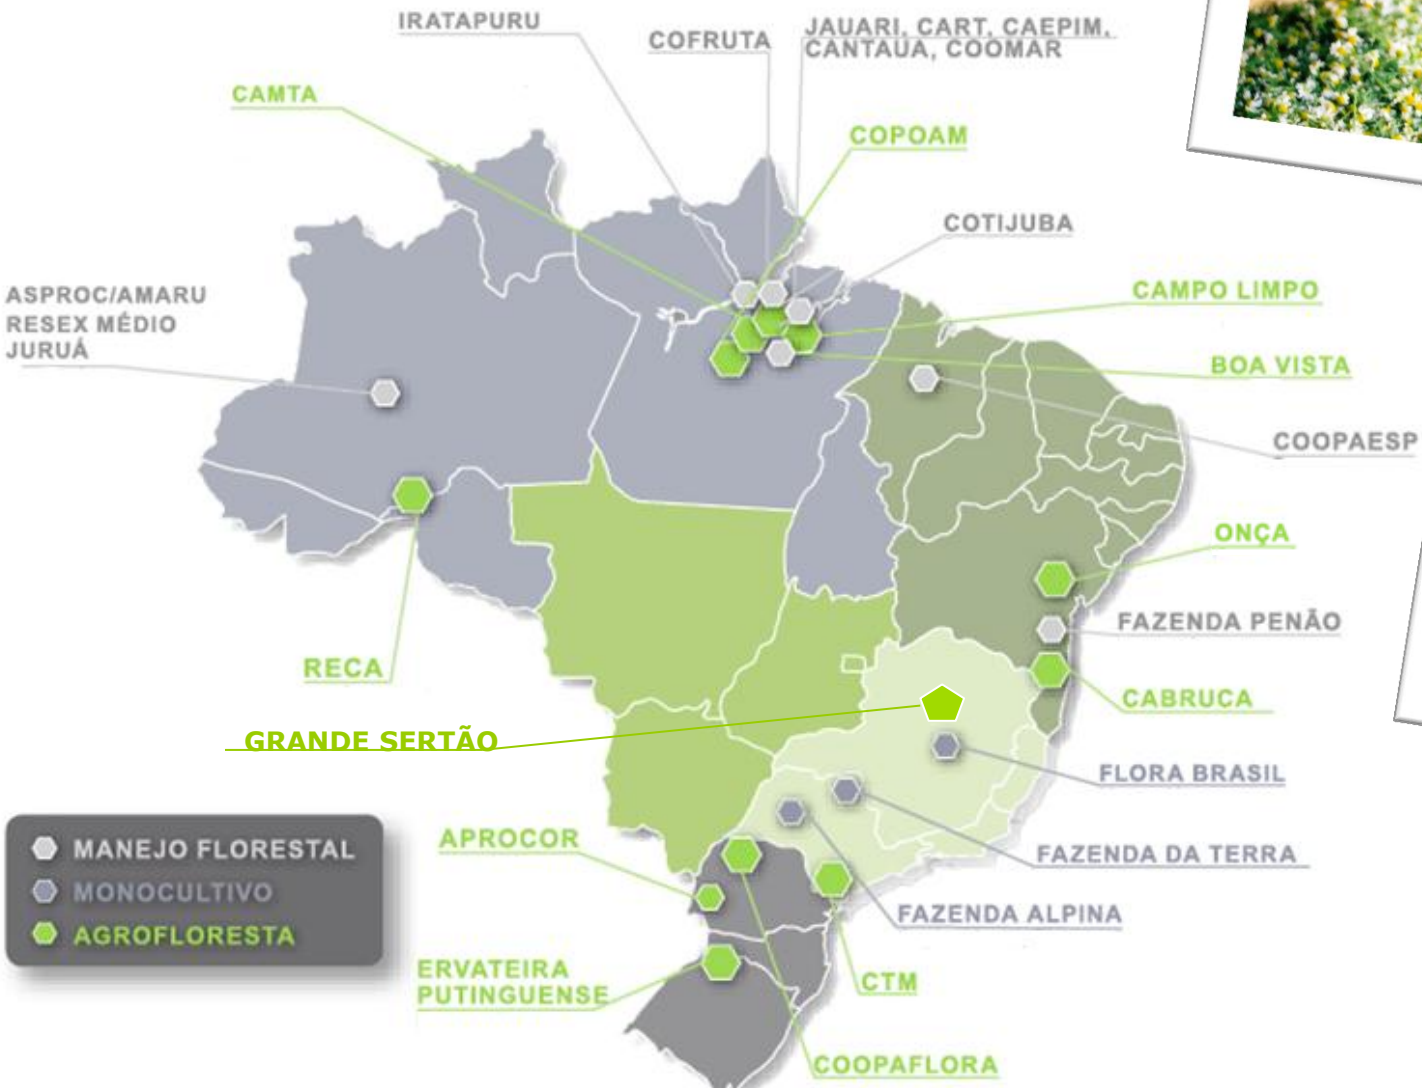 IRATAPURU
COFRUTA
JAUARI, CART, CAEPIM,
CANTAUA, COOMAR
CAMTA
COPOAM
COTIJUBA
ASPROC/AMARU
RESEX MÉDIO
JURUÁ
CAMPO LIMPO
BOA VISTA
COOPAESP
ONÇA
FAZENDA PENÃO
RECA
CABRUCA
GRANDE SERTÃO
FLORA BRASIL
MANEJO FLORESTAL
MONOCULTIVO
AGROFLORESTA
APROCOR
FAZENDA DA TERRA
FAZENDA ALPINA
ERVATEIRA
PUTINGUENSE
CTM
COOPAFLORA